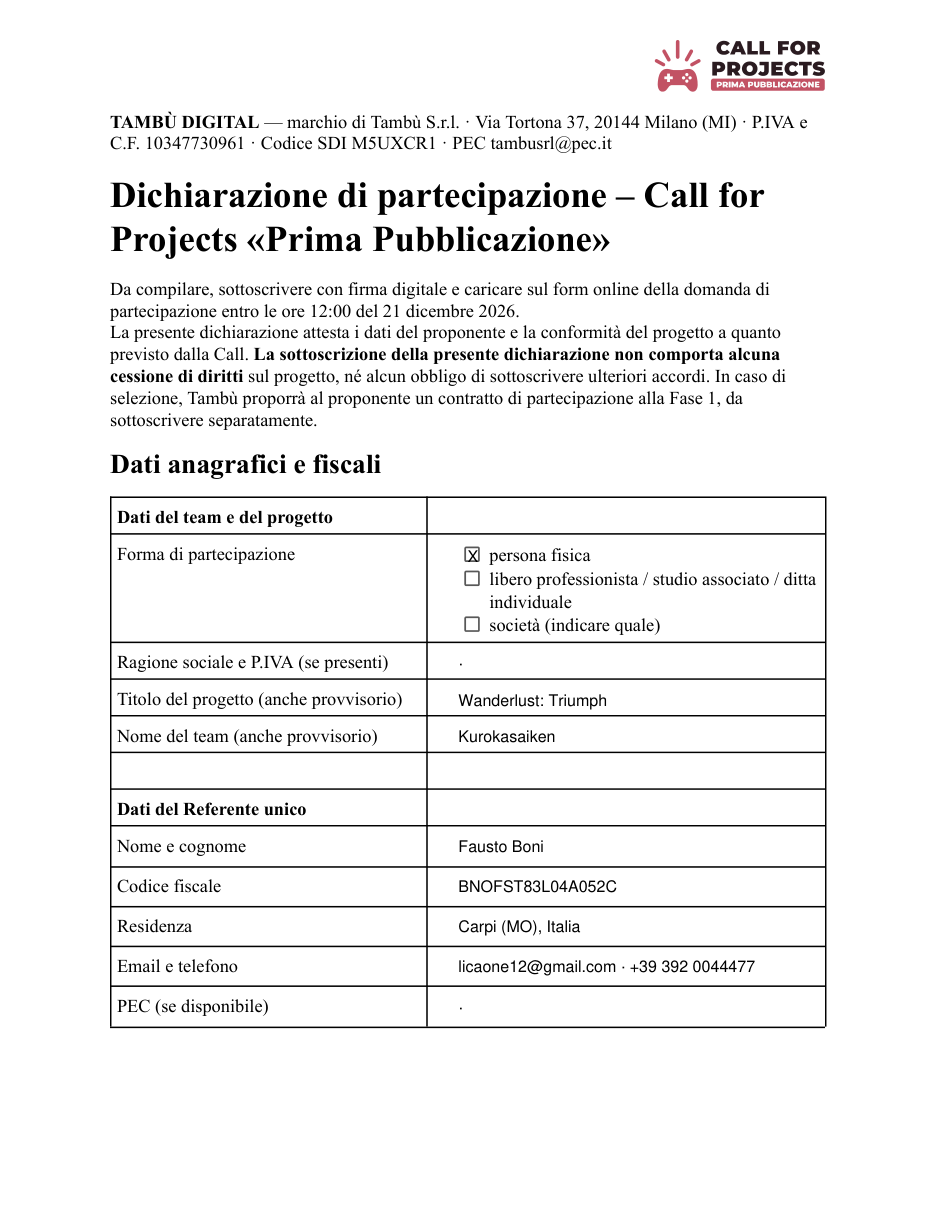 CALL FOR
PROJECTS
PRIMA PUBBLICAZIONE
TAMBÙ DIGITAL — marchio di Tambù S.r.l. · Via Tortona 37, 20144 Milano (MI) · P.IVA e
C.F. 10347730961 · Codice SDI M5UXCR1 · PEC tambusrl@pec.it
Dichiarazione di partecipazione – Call for
Projects «Prima Pubblicazione»
Da compilare, sottoscrivere con firma digitale e caricare sul form online della domanda di
partecipazione entro le ore 12:00 del 21 dicembre 2026.
La presente dichiarazione attesta i dati del proponente e la conformità del progetto a quanto
previsto dalla Call. La sottoscrizione della presente dichiarazione non comporta alcuna
cessione di diritti sul progetto, né alcun obbligo di sottoscrivere ulteriori accordi. In caso di
selezione, Tambù proporrà al proponente un contratto di partecipazione alla Fase 1, da
sottoscrivere separatamente.
Dati anagrafici e fiscali
Dati del team e del progetto
Forma di partecipazione
X persona fisica
libero professionista / studio associato / ditta
individuale
società (indicare quale)
Ragione sociale e P.IVA (se presenti) ·
Titolo del progetto (anche provvisorio) Wanderlust: Triumph
Nome del team (anche provvisorio) Kurokasaiken
Dati del Referente unico
Nome e cognome Fausto Boni
Codice fiscale BNOFST83L04A052C
Residenza Carpi (MO), Italia
Email e telefono licaone12@gmail.com · +39 392 0044477
PEC (se disponibile) ·